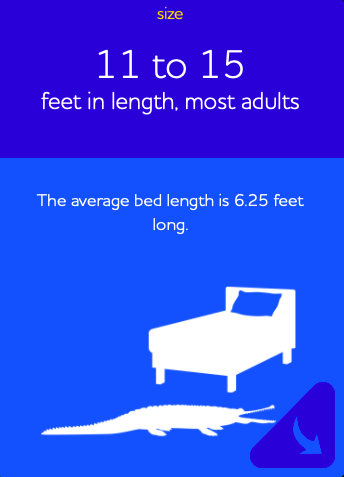 size
11 to 15
feet in length, most adults
The average bed length is 6.25 feet
long.